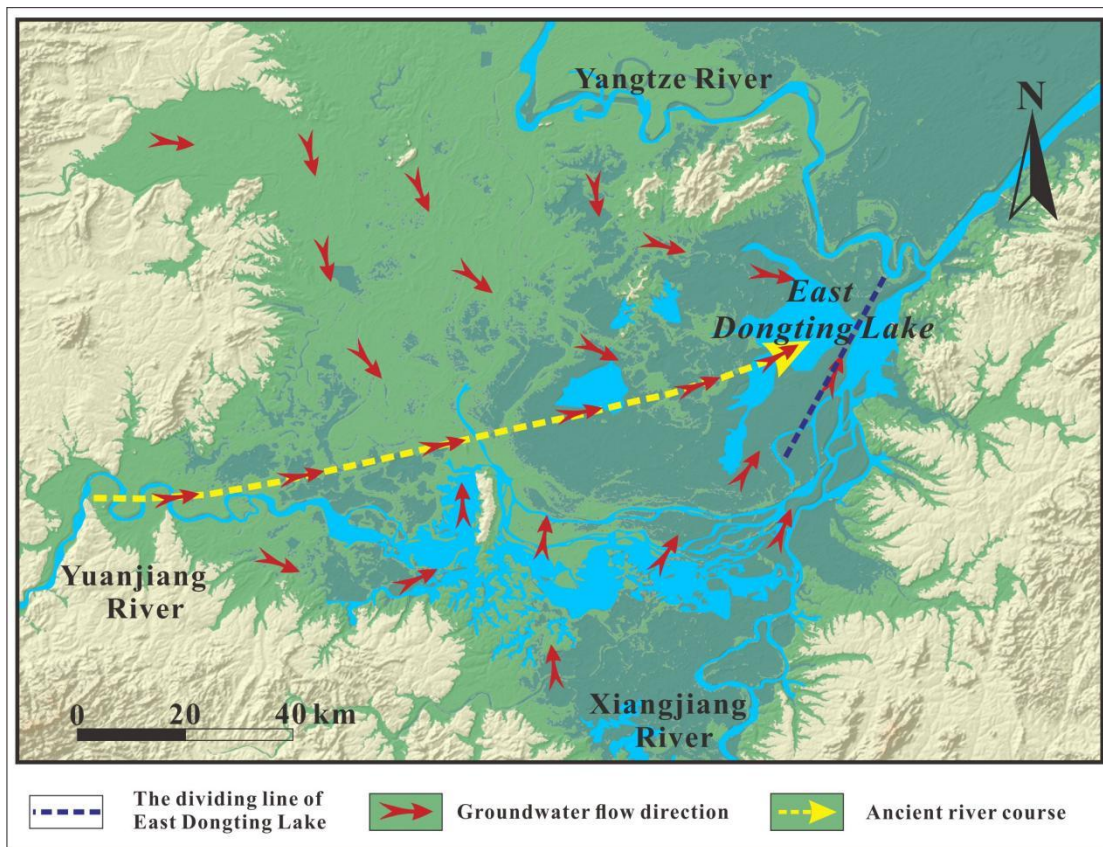 Yangtze River
N
East
Dongting Lake
Yuanjiang
River
Xiangjiang
River
0 20 40 km
The dividing line of
East Dongting Lake
Groundwater flow direction
Ancient river course